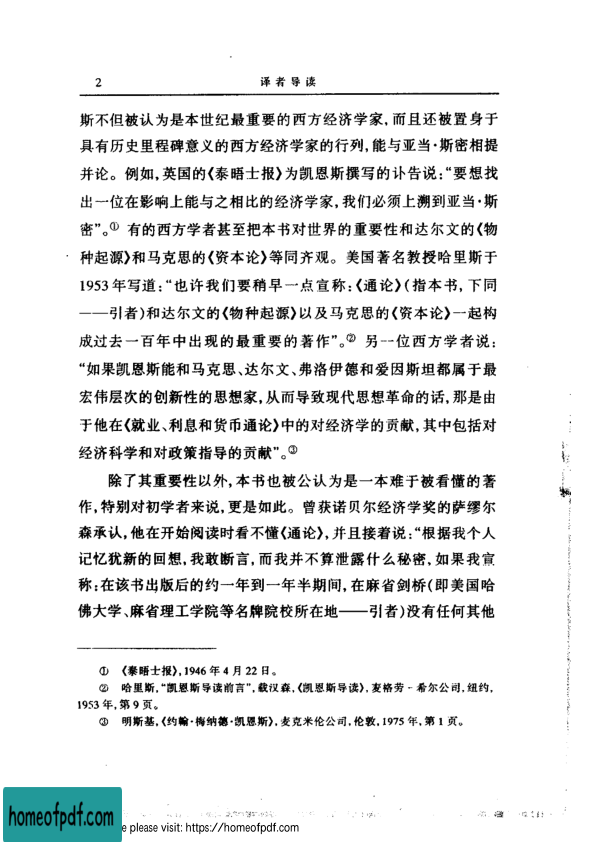 2 译者导读
斯不但被认为是本世纪最重要的西方经济学家,而且还被置身于
具有历史里程碑意义的西方经济学家的行列,能与亚当·斯密相提
并论。例如,英国的《泰晤士报》为凯恩斯撰写的讣告说:“要想找
出一位在影响上能与之相比的经济学家,我们必须上溯到亚当·斯
密”。① 有的西方学者甚至把本书对世界的重要性和达尔文的《物
种起源》和马克思的《资本论》等同齐观。美国著名教授哈里斯于
1953年写道:“也许我们要稍早一点宣称:《通论》(指本书,下同
——引者)和达尔文的《物种起源》以及马克思的《资本论》一起构
成过去一百年中出现的最重要的著作”。② 另一位西方学者说:
“如果凯恩斯能和马克思、达尔文、弗洛伊德和爱因斯坦都属于最
宏伟层次的创新性的思想家,从而导致现代思想革命的话,那是由
于他在《就业、利息和货币通论》中的对经济学的贡献,其中包括对
经济科学和对政策指导的贡献”。③
除了其重要性以外,本书也被公认为是一本难于被看懂的著
作,特别对初学者来说,更是如此。曾获诺贝尔经济学奖的萨缪尔
森承认,他在开始阅读时看不懂《通论》,并且接着说:“根据我个人
记忆犹新的回想,我敢断言,而我并不算泄露什么秘密,如果我宣
称:在该书出版后的约一年到一年半期间,在麻省剑桥(即美国哈
佛大学、麻省理工学院等名牌院校所在地——引者)没有任何其他
① 《泰晤士报》,1946年4月22日。
② 哈里斯,“凯恩斯导读前言”,载汉森,《凯恩斯导读》,麦格劳-希尔公司,纽约,
1953年,第9页。
③ 明斯基,《约翰·梅纳德·凯恩斯》,麦克米伦公司,伦敦,1975年,第1页。
homeofpdf.com
e please visit: https://homeofpdf.com